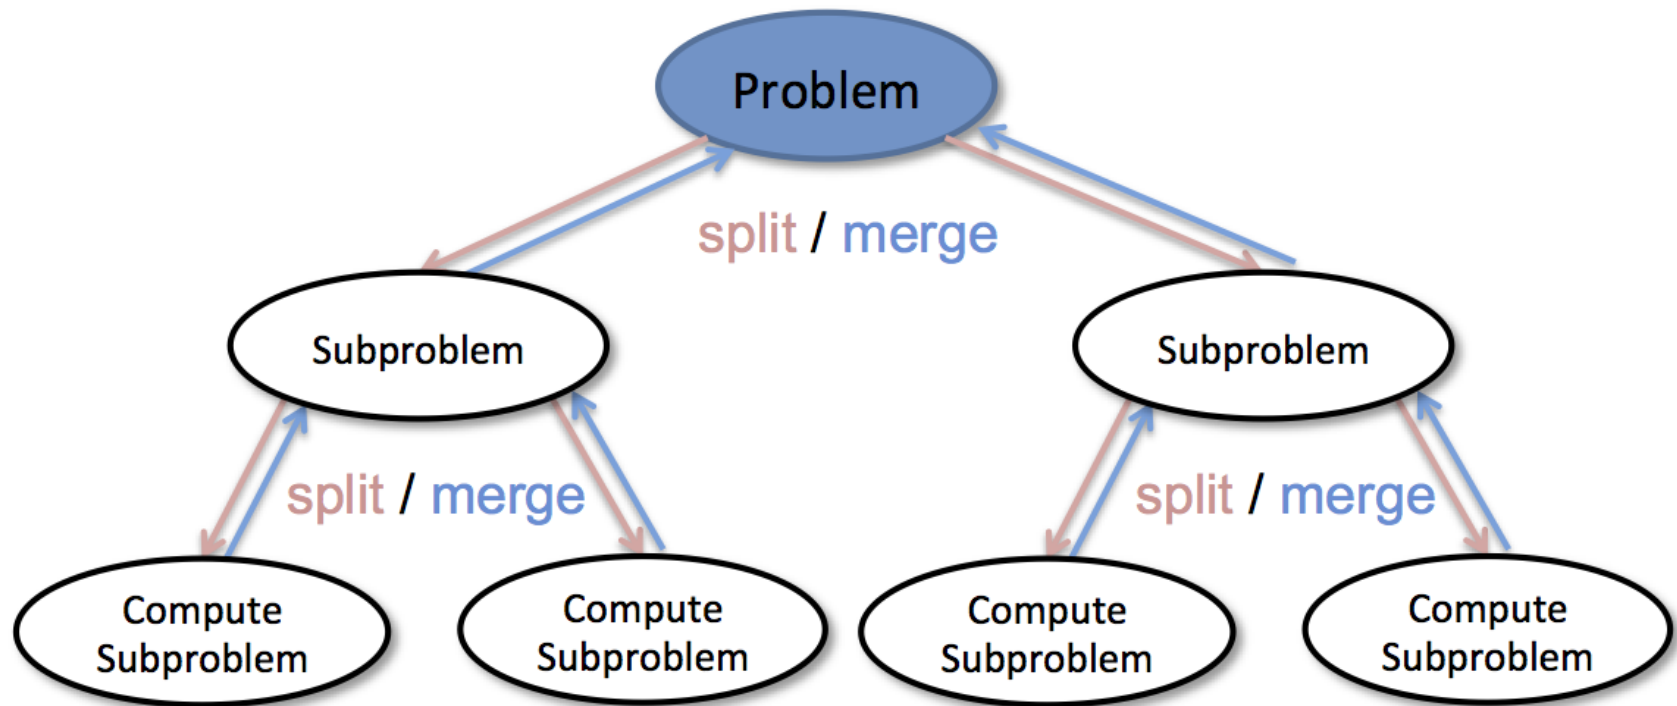 Problem
split / merge
Subproblem
Subproblem
split / merge
split / merge
Compute
Subproblem
Compute
Subproblem
Compute
Subproblem
Compute
Subproblem